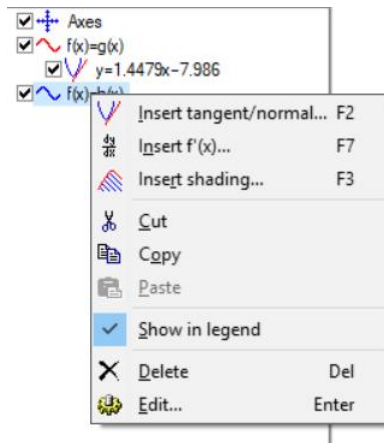 Axes
f(x)=g(x)
y=1.4479x-7.986
f(x)=h(x)
Insert tangent/normal... F2
Insert f'(x)... F7
Insert shading... F3
Cut
Copy
Paste
Show in legend
Delete Del
Edit... Enter